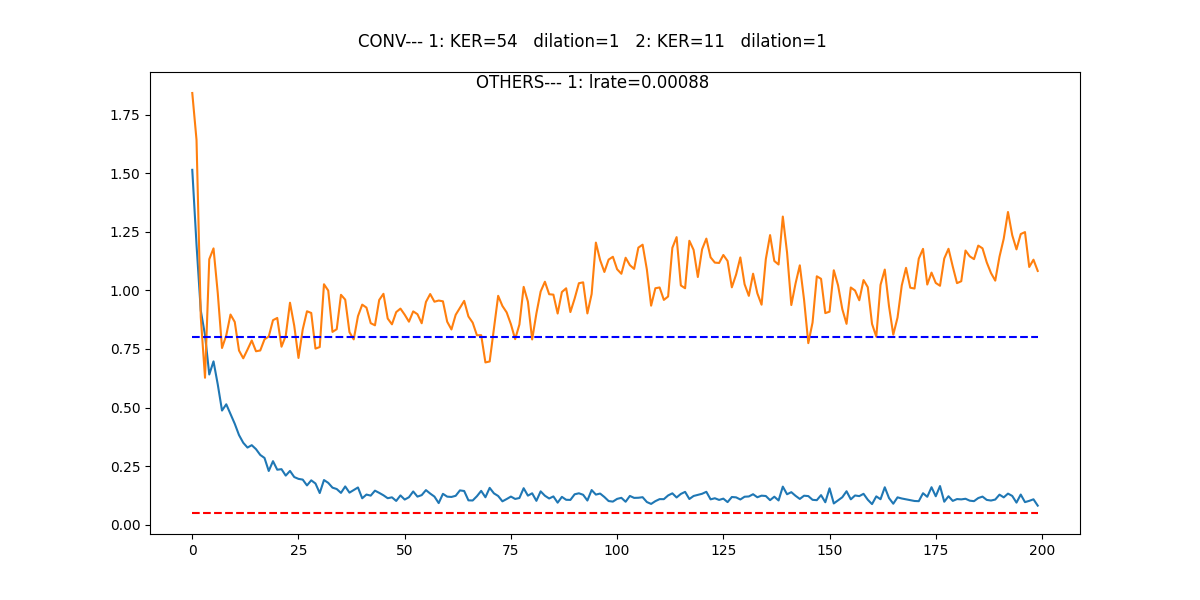 CONV--- 1: KER=54   dilation=1   2: KER=11   dilation=1
OTHERS--- 1: lrate=0.00088
1.75
1.50
1.25
1.00
0.75
0.50
0.25
0.00
0 25 50 75 100 125 150 175 200